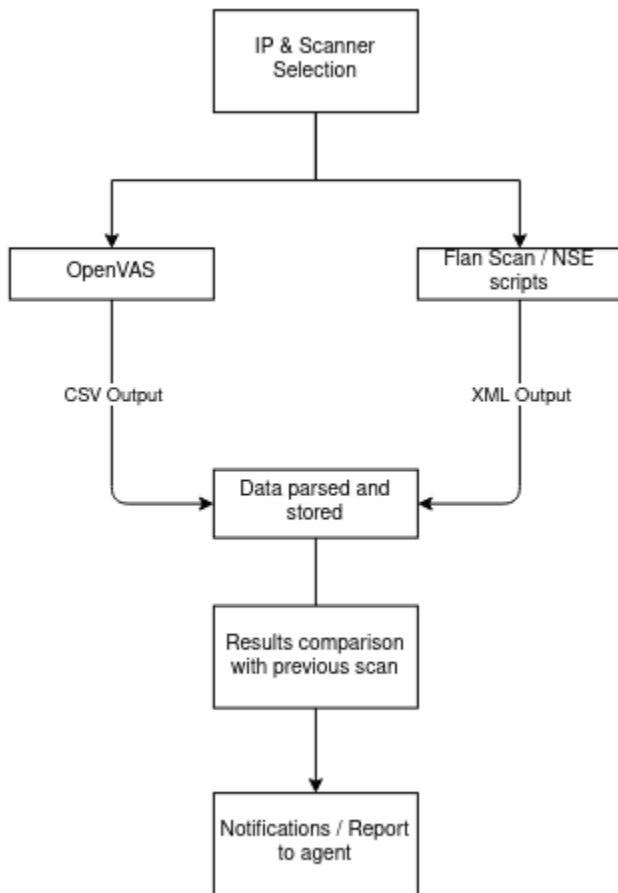 IP & Scanner
Selection
OpenVAS
Flan Scan / NSE
scripts
CSV Output
XML Output
Data parsed and
stored
Results comparison
with previous scan
Notifications / Report
to agent